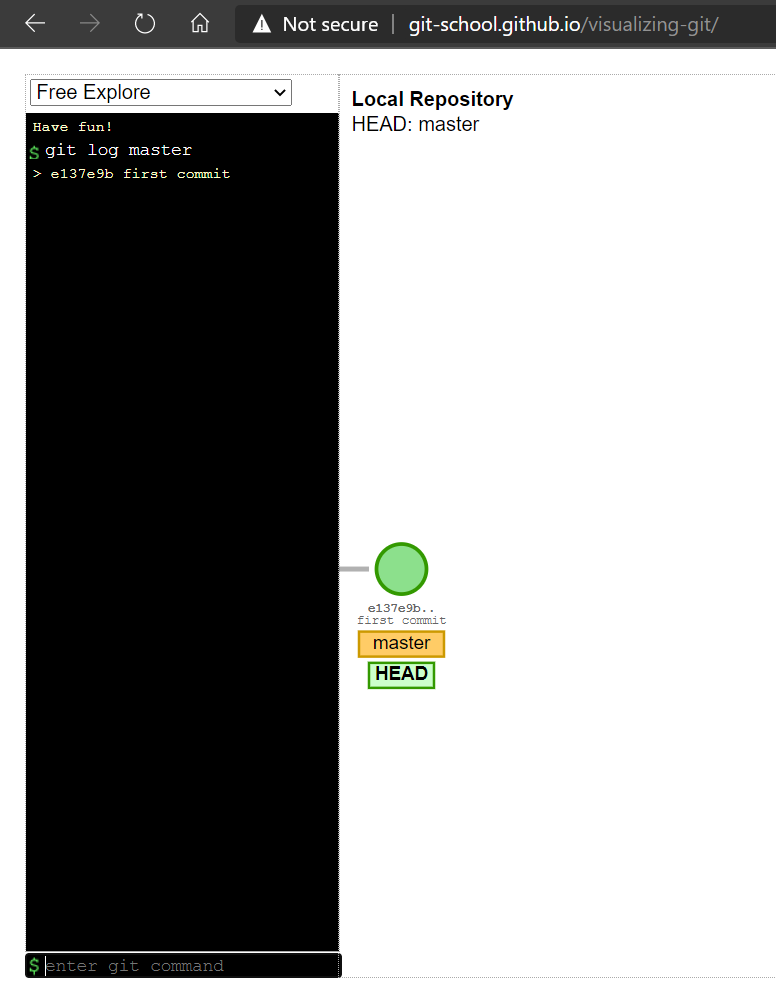 Not secure | git-school.github.io/visualizing-git/
Free Explore
Have fun!
$ git log master
> e137e9b first commit
$ enter git command
Local Repository
HEAD: master
e137e9b..
first commit
master
HEAD